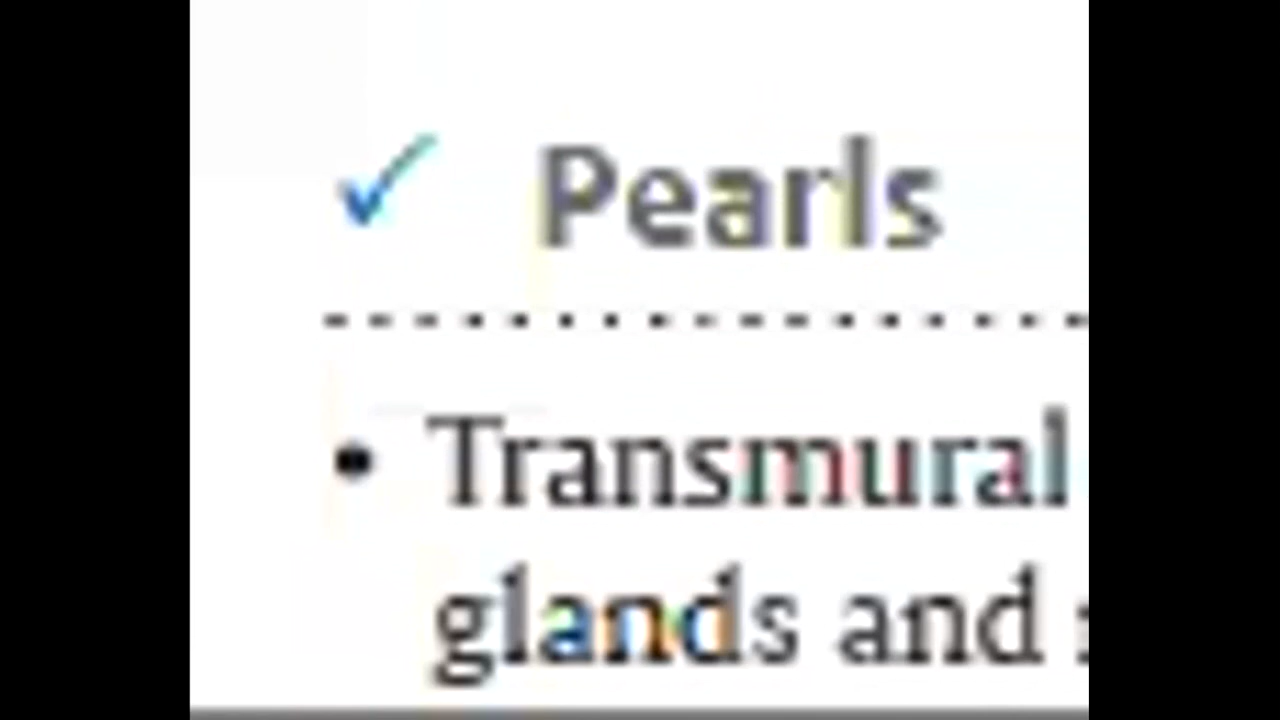 ✓ Pearls
• Transmural
glands and